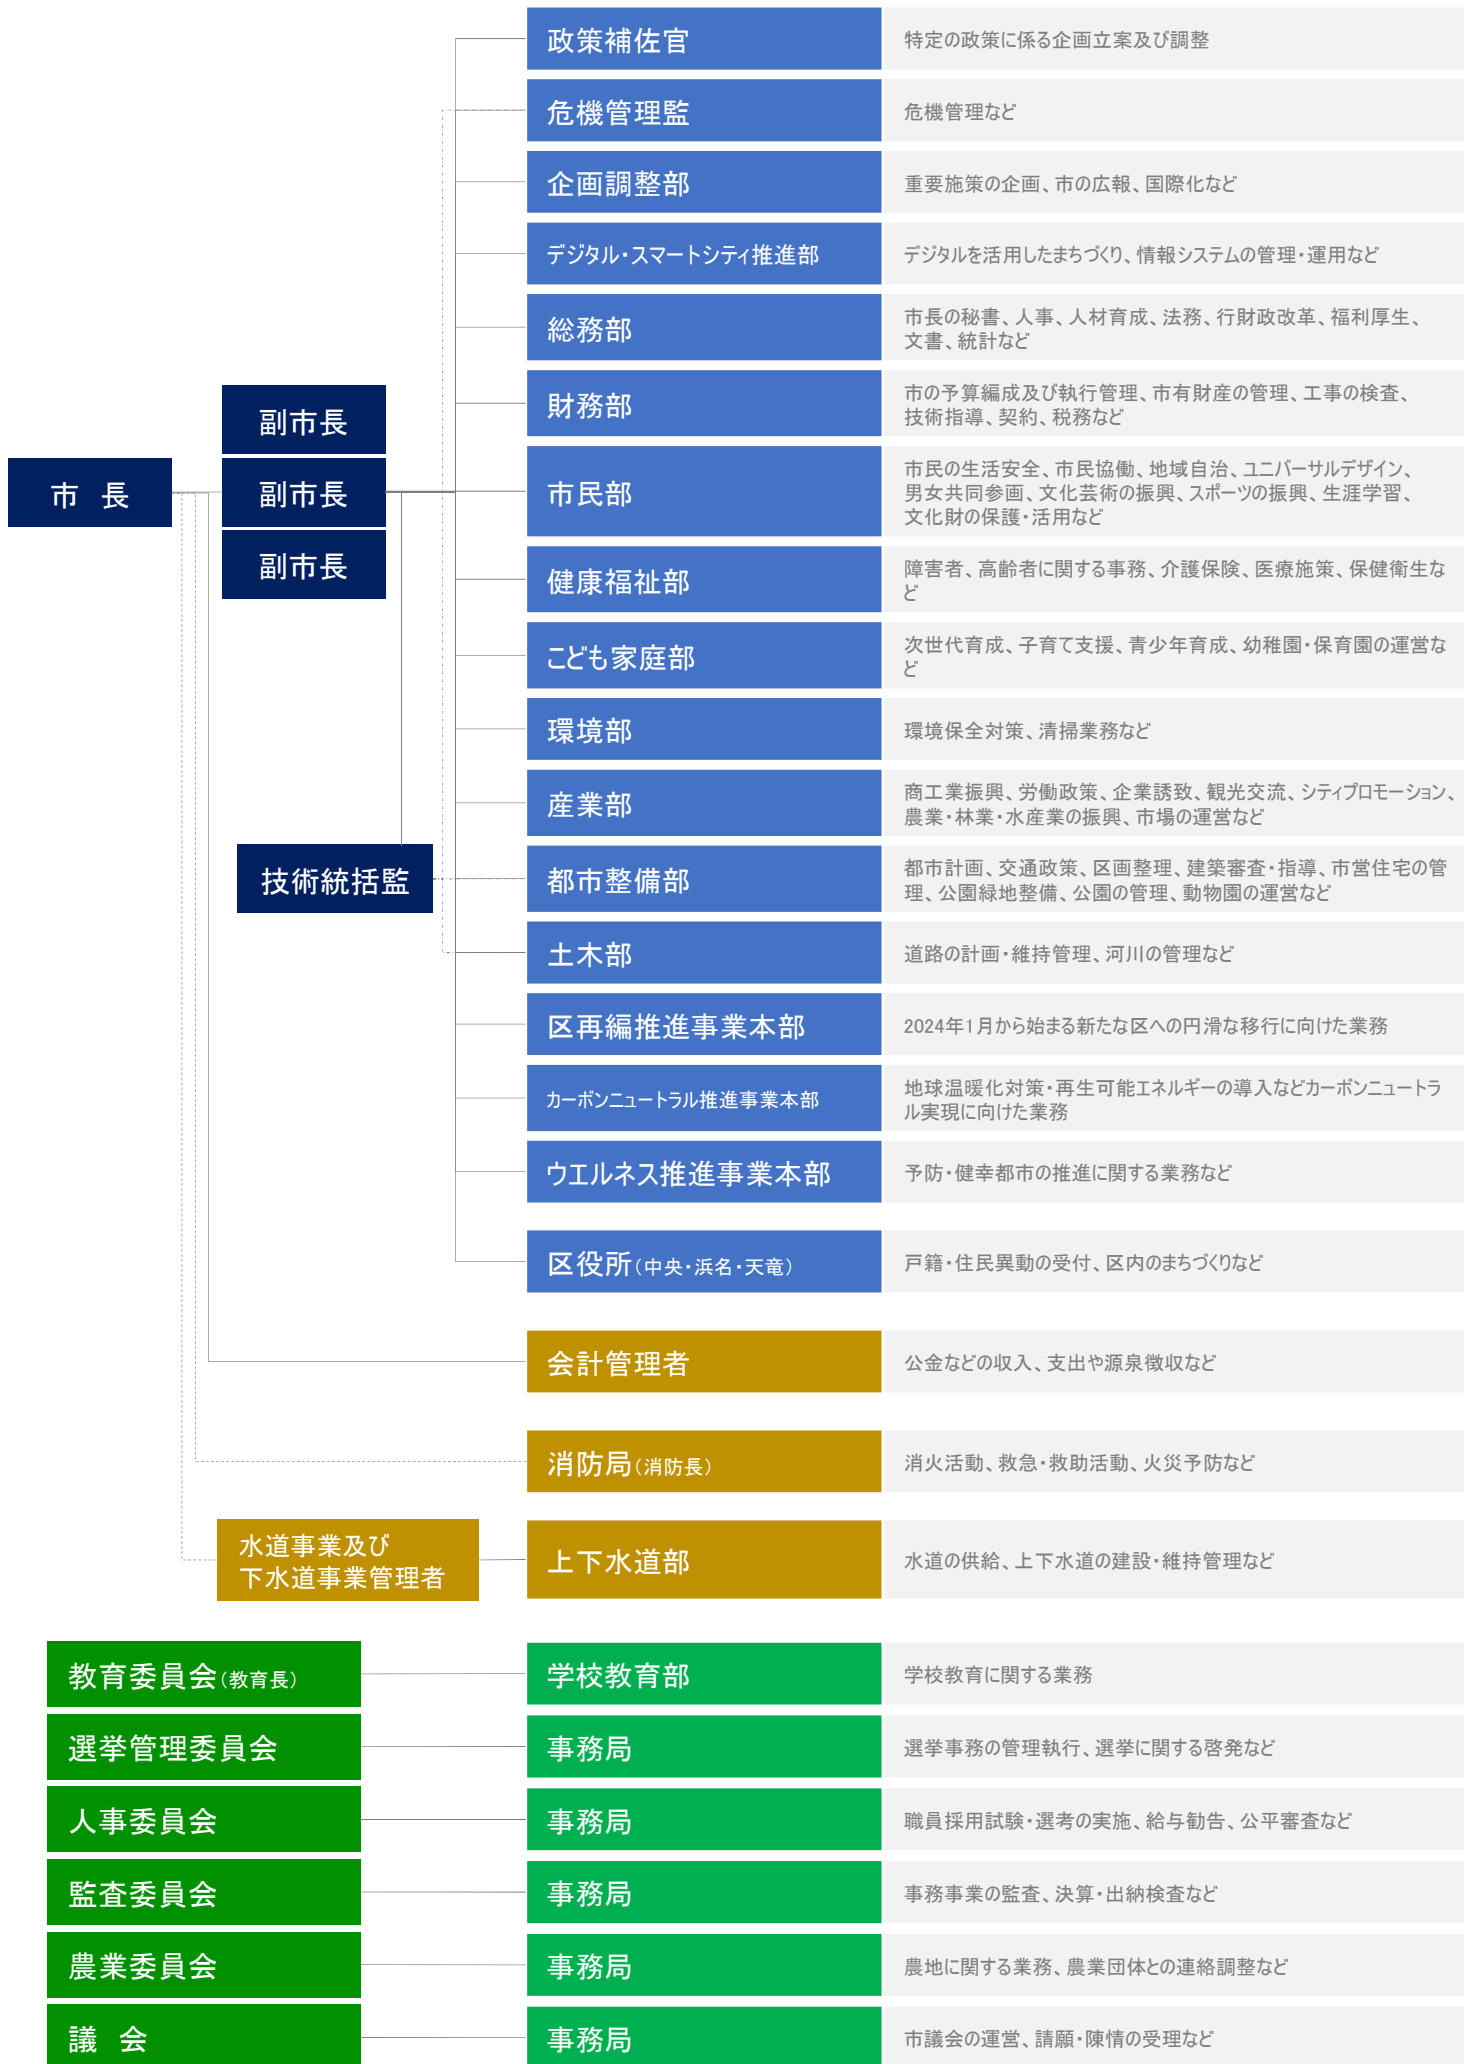 政策補佐官
特定の政策に係る企画立案及び調整
危機管理監
危機管理など
企画調整部
重要施策の企画、市の広報、国際化など
デジタル・スマートシティ推進部
デジタルを活用したまちづくり、情報システムの管理・運用など
総務部
市長の秘書、人事、人材育成、法務、行財政改革、福利厚生、
文書、統計など
財務部
市の予算編成及び執行管理、市有財産の管理、工事の検査、
技術指導、契約、税務など
副市長
市　長
副市長
副市長
市民部
市民の生活安全、市民協働、地域自治、ユニバーサルデザイン、
男女共同参画、文化芸術の振興、スポーツの振興、生涯学習、
文化財の保護・活用など
健康福祉部
障害者、高齢者に関する事務、介護保険、医療施策、保健衛生な
ど
こども家庭部
次世代育成、子育て支援、青少年育成、幼稚園・保育園の運営な
ど
環境部
環境保全対策、清掃業務など
産業部
商工業振興、労働政策、企業誘致、観光交流、シティプロモーション、
農業・林業・水産業の振興、市場の運営など
技術統括監
都市整備部
都市計画、交通政策、区画整理、建築審査・指導、市営住宅の管
理、公園緑地整備、公園の管理、動物園の運営など
土木部
道路の計画・維持管理、河川の管理など
区再編推進事業本部
2024年1月から始まる新たな区への円滑な移行に向けた業務
カーボンニュートラル推進事業本部
地球温暖化対策・再生可能エネルギーの導入などカーボンニュートラ
ル実現に向けた業務
ウエルネス推進事業本部
予防・健幸都市の推進に関する業務など
区役所（中央・浜名・天竜）
戸籍・住民異動の受付、区内のまちづくりなど
会計管理者
公金などの収入、支出や源泉徴収など
消防局（消防長）
消火活動、救急・救助活動、火災予防など
水道事業及び
下水道事業管理者
上下水道部
水道の供給、上下水道の建設・維持管理など
教育委員会（教育長）
学校教育部
学校教育に関する業務
選挙管理委員会
事務局
選挙事務の管理執行、選挙に関する啓発など
人事委員会
事務局
職員採用試験・選考の実施、給与勧告、公平審査など
監査委員会
事務局
事務事業の監査、決算・出納検査など
農業委員会
事務局
農地に関する業務、農業団体との連絡調整など
議　会
事務局
市議会の運営、請願・陳情の受理など